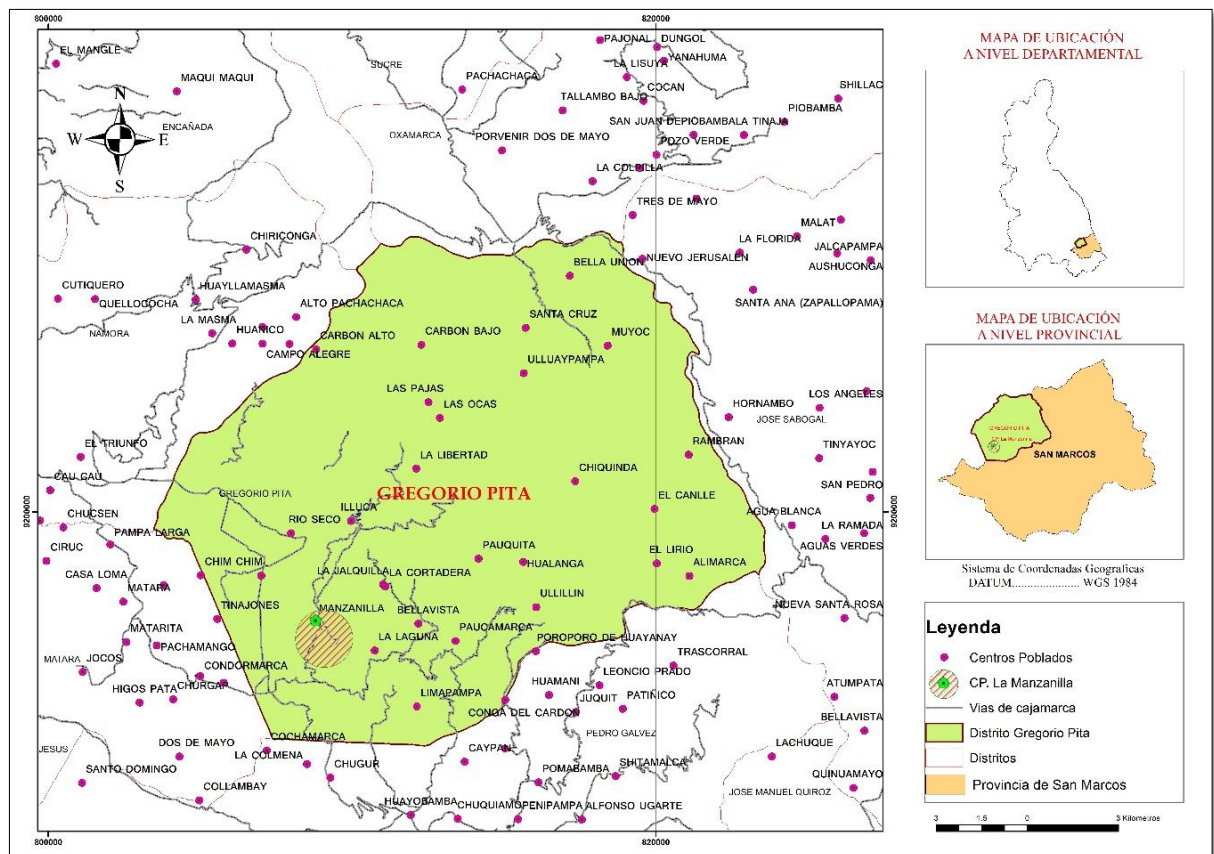 800000
820000
EL MANGLE
MAQUI MAQUI
SUCRE
PACHACHACA
PAJONAL DUNGOL
YANAHUMA
LA LISUYA
COCAN
TALLAMBO BAJO
SHILLAC
PIOBAMBA
N
W E
S
ENCAÑADA
OXAMARCA
PORVENIR DOS DE MAYO
SAN JUAN DEPIOBAMBALA TINAJA
POZO VERDE
LA COLPILLA
TRES DE MAYO
MALAT
CHIRICONGA
LA FLORIDA
JALCAPAMPA
BELLA UNION
NUEVO JERUSALEN
AUSHUCONGA
CUTIQUERO
HUAYLLAMASMA
QUELLOCOCHA
ALTO PACHACHACA
SANTA ANA (ZAPALLOPAMA)
LA MASMA
NAMORA
HUANICO
CARBON ALTO
CARBON BAJO
SANTA CRUZ
MUYOC
CAMPO ALEGRE
ULLUAYPAMPA
LAS PAJAS
LAS OCAS
HORNAMBO
LOS ANGELES
JOSE SABOGAL
EL TRIUNFO
RAMBRAN
TINYAYOC
CAU CAU
LA LIBERTAD
CHIQUINDA
SAN PEDRO
GREGORIO PITA
GREGORIO PITA
EL CANLLE
9200000
9200000
CHUCSEN
ILLUCA
RIO SECO
AGUA BLANCA
LA RAMADA
PAMPA LARGA
AGUAS VERDES
CIRUC
PAUQUITA
HUALANGA
EL LIRIO
ALIMARCA
CHIM CHIM
LA JALQUILLA
LA CORTADERA
CASA LOMA
MATARA
TINAJONES
MANZANILLA
BELLAVISTA
ULLILLIN
NUEVA SANTA ROSA
MATARITA
PACHAMANGO
LA LAGUNA
PAUCAMARCA
POROPORO DE HUAYANAY
MATARA
JOCOS
CONDORMARCA
TRASCORRAL
HIGOS PATA
CHURGAP
LIMAPAMPA
HUAMANI
LEONCIO PRADO
JUQUIT
PATIÑICO
ATUMPATA
CONGA DEL CARDON
PEDRO GALVEZ
BELLAVISTA
JESUS
DOS DE MAYO
COCHAMARCA
LA COLMENA
CAYPAN
LACHUQUE
SANTO DOMINGO
CHUGUR
POMABAMBA
SHITAMALCA
QUINUAMAYO
COLLAMBAY
JOSE MANUEL QUIROZ
HUAYOBAMBA
CHUQUIAMOPENIPAMPA
ALFONSO UGARTE
800000
820000
MAPA DE UBICACIÓN
A NIVEL DEPARTAMENTAL
MAPA DE UBICACIÓN
A NIVEL PROVINCIAL
GREGORIO PITA
CP. La Manzanilla
SAN MARCOS
Sistema de Coordenadas Geograficas
DATUM..................... WGS 1984
Leyenda
Centros Poblados
CP. La Manzanilla
Vias de cajamarca
Distrito Gregorio Pita
Distritos
Provincia de San Marcos
3 1.5 0 3 Kilometros